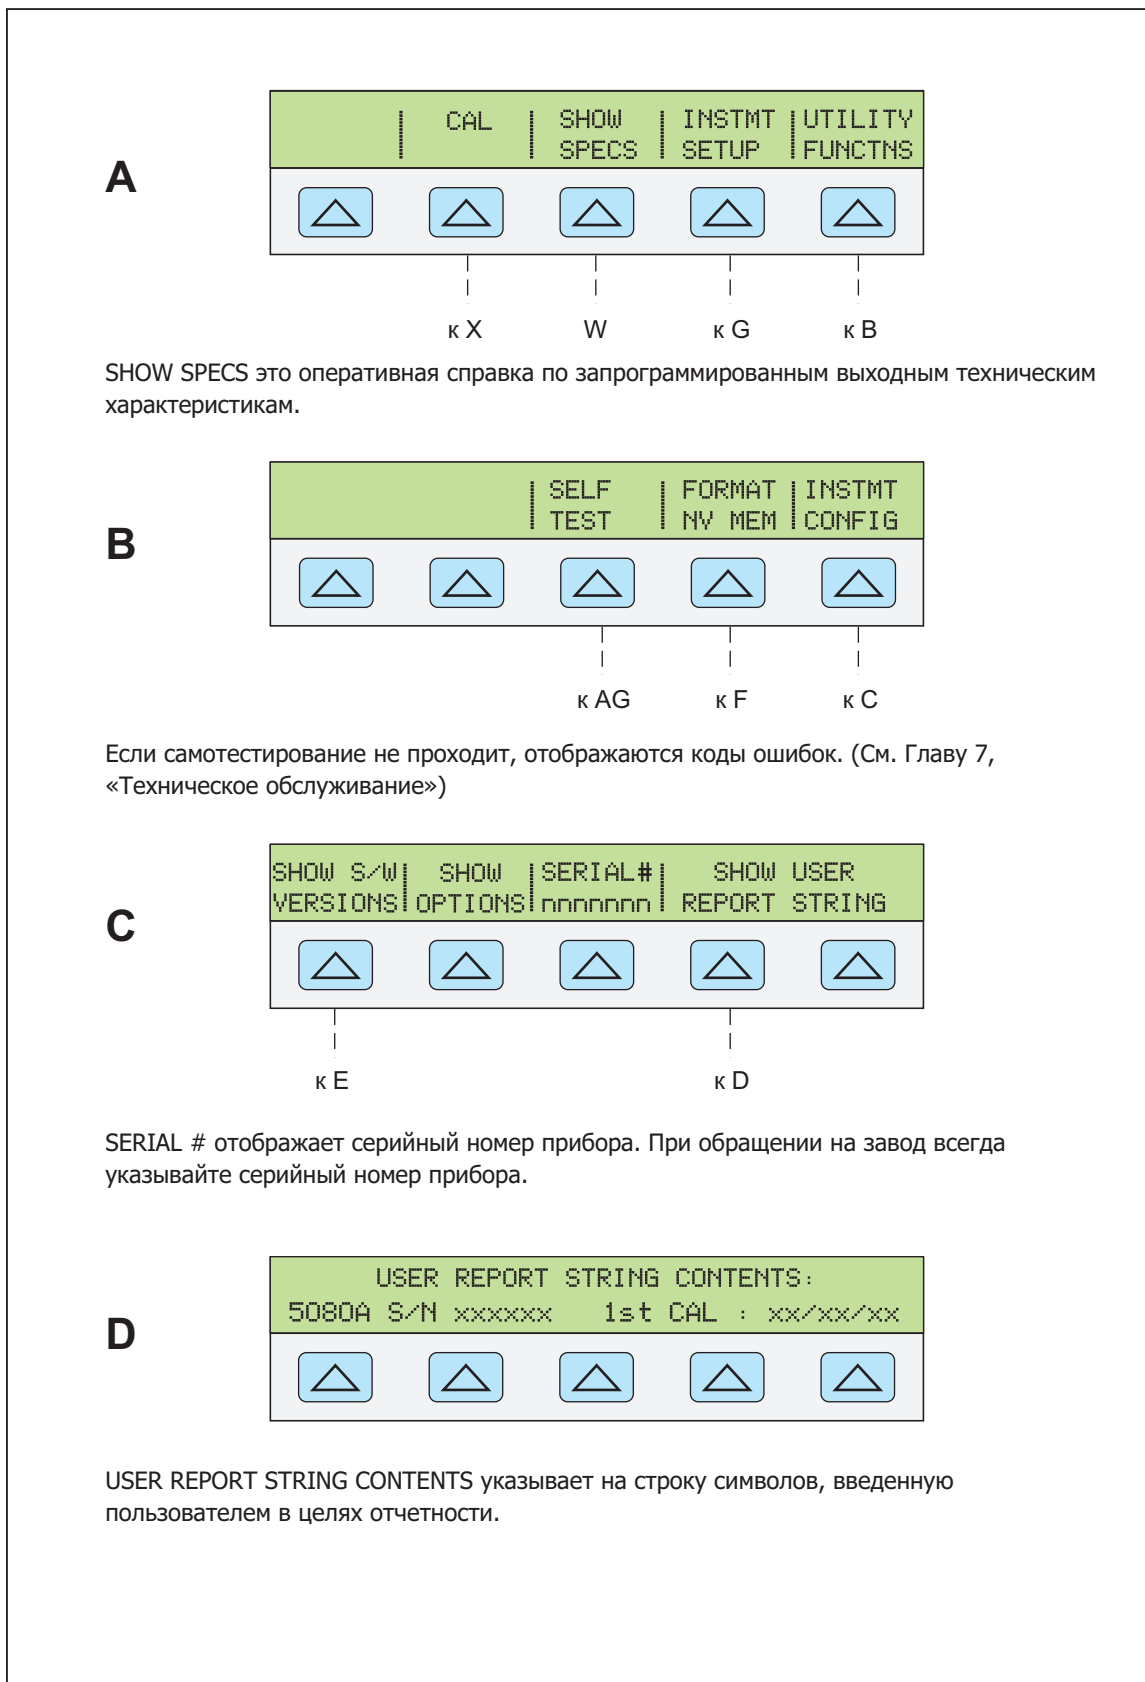 CAL SHOW INSTMT UTILITY
SPECS SETUP FUNCTNS
A
к X W к G к B
SHOW SPECS это оперативная справка по запрограммированным выходным техническим
характеристикам.
SELF FORMAT INSTMT
TEST NV MEM CONFIG
B
к AG к F к C
Если самотестирование не проходит, отображаются коды ошибок. (См. Главу 7,
«Техническое обслуживание»)
SHOW S/W SHOW SERIAL# SHOW USER
VERSIONS OPTIONS nnnnnnn REPORT STRING
C
к E к D
SERIAL # отображает серийный номер прибора. При обращении на завод всегда
указывайте серийный номер прибора.
USER REPORT STRING CONTENTS:
5080A S/N xxxxxx 1st CAL : xx/xx/xx
D
USER REPORT STRING CONTENTS указывает на строку символов, введенную
пользователем в целях отчетности.